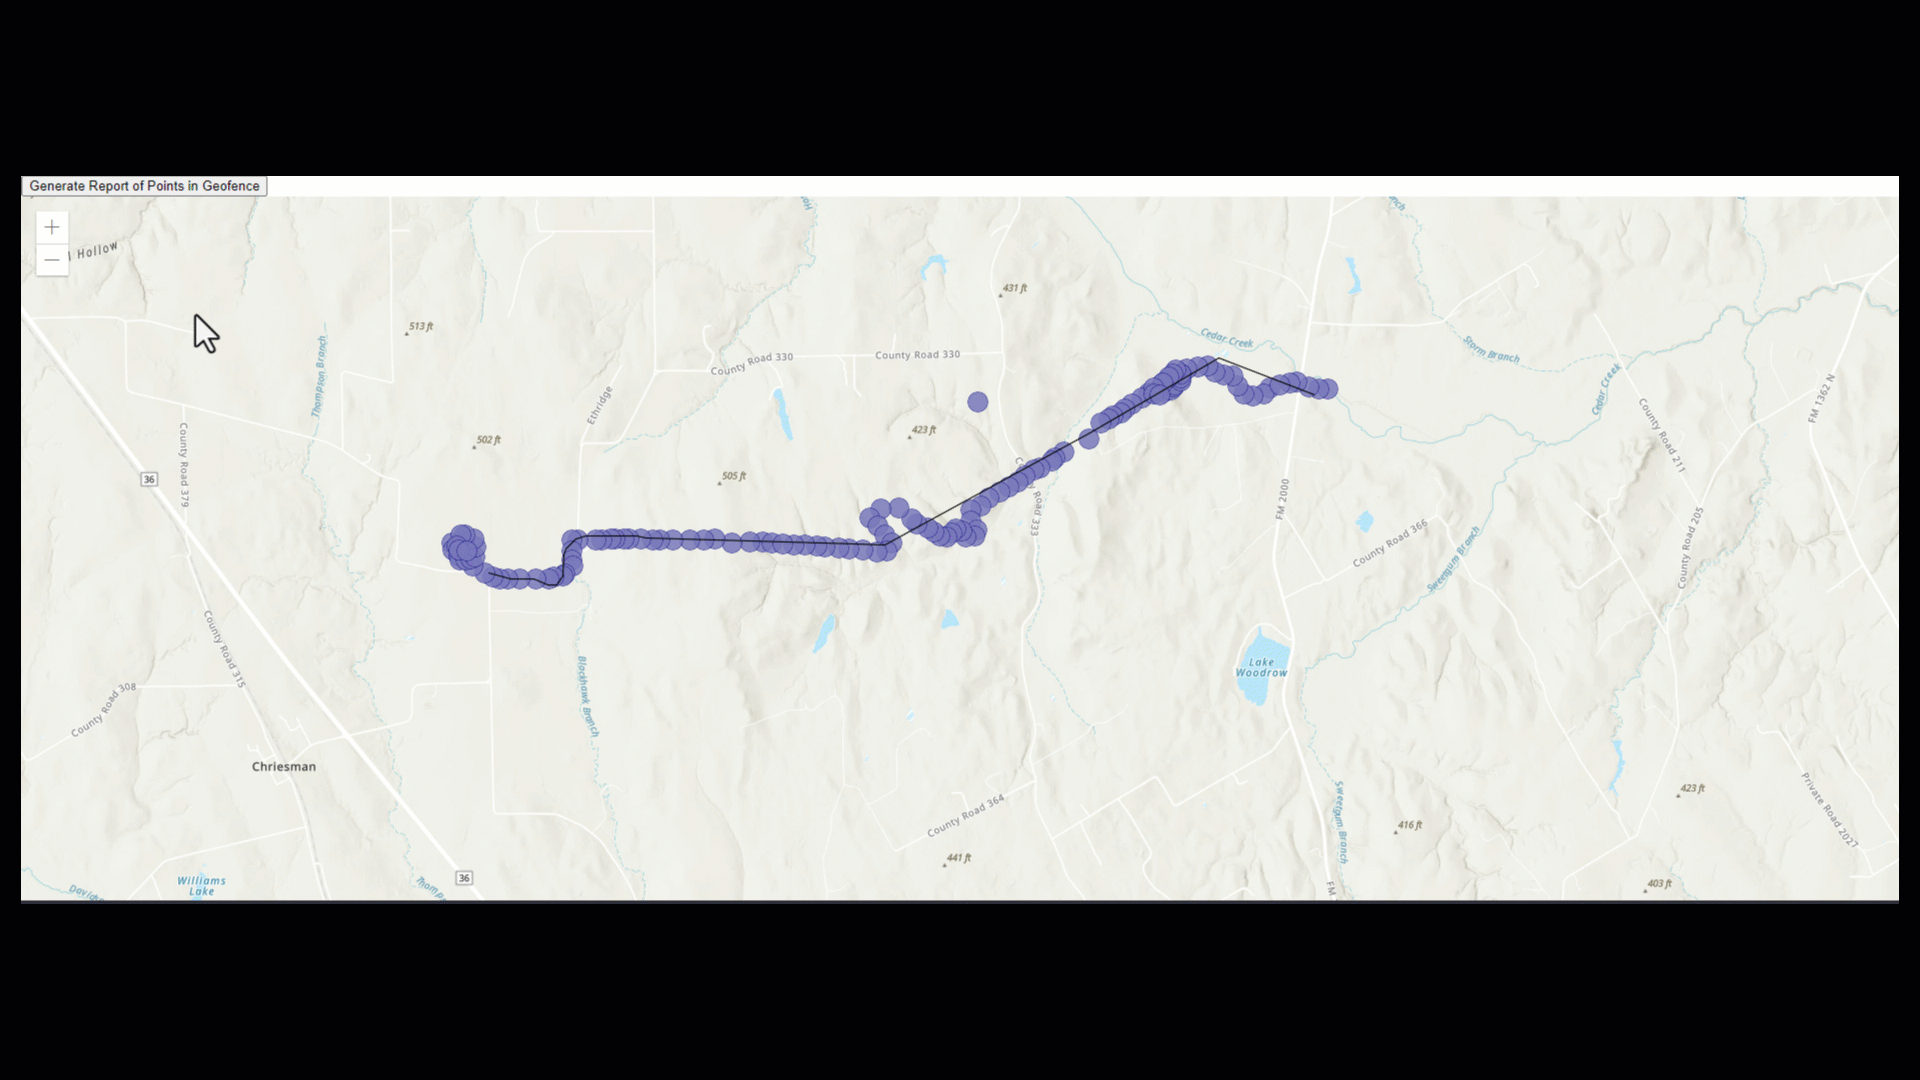 Generate Report of Points in Geofence
Hollow
Cedar Creek
431 ft
513 ft
Storm Branch
County Road 330
County Road 330
Thompson Branch
Ethridge
Cedar Creek
FM 1362 N
County Road 379
502 ft
423 ft
County Road 211
505 ft
36
FM 2000
County Road 366
County Road 205
Sweetgum Branch
County Road 315
Lake
Woodrow
County Road 308
Blackhawk Branch
Chriesman
Private Road 2027
423 ft
County Road 364
416 ft
Sweetgum Branch
441 ft
36
Williams
Lake
403 ft
FM